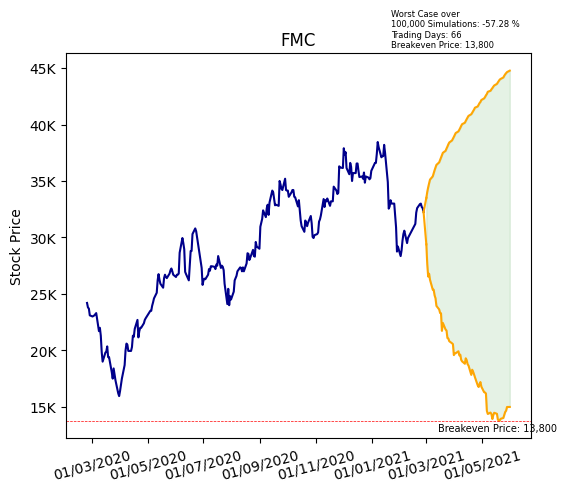 Worst Case over
100,000 Simulations: -57.28 %
Trading Days: 66
Breakeven Price: 13,800
FMC
Stock Price
45K
40K
35K
30K
25K
20K
15K
Breakeven Price: 13,800
01/03/2020
01/05/2020
01/07/2020
01/09/2020
01/11/2020
01/01/2021
01/03/2021
01/05/2021